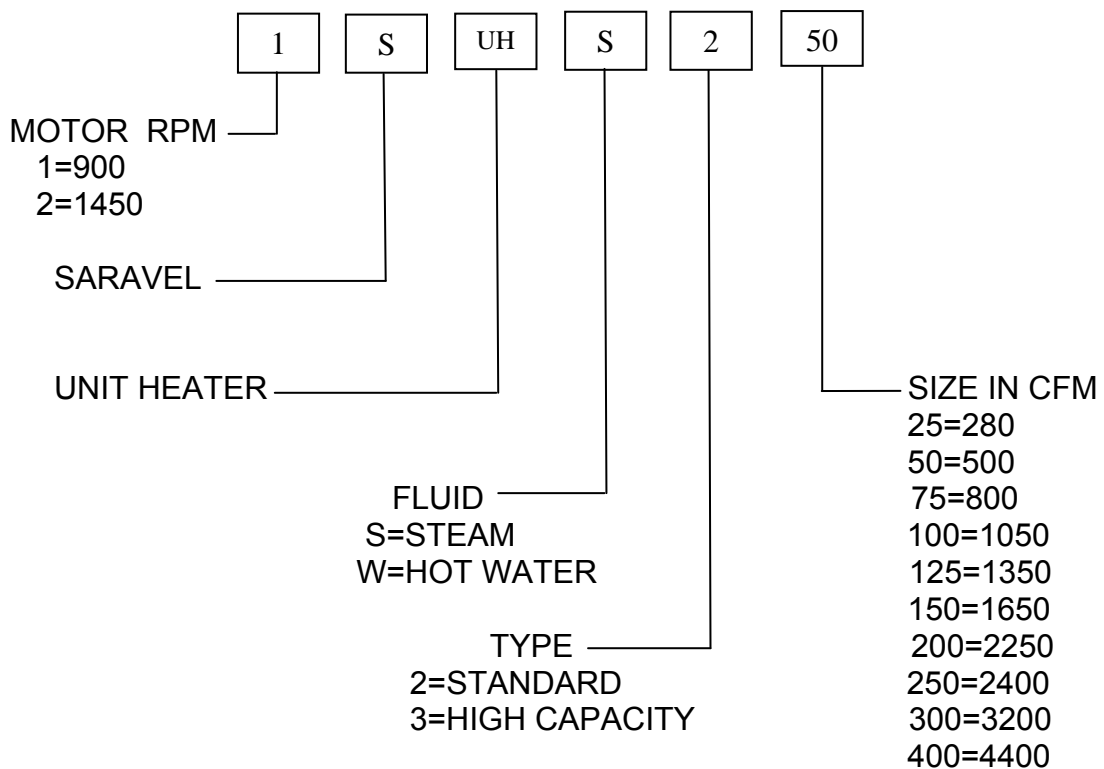 1 S UH S 2 50
MOTOR RPM
1=900
2=1450
SARAVEL
UNIT HEATER
FLUID
S=STEAM
W=HOT WATER
TYPE
2=STANDARD
3=HIGH CAPACITY
SIZE IN CFM
25=280
50=500
75=800
100=1050
125=1350
150=1650
200=2250
250=2400
300=3200
400=4400